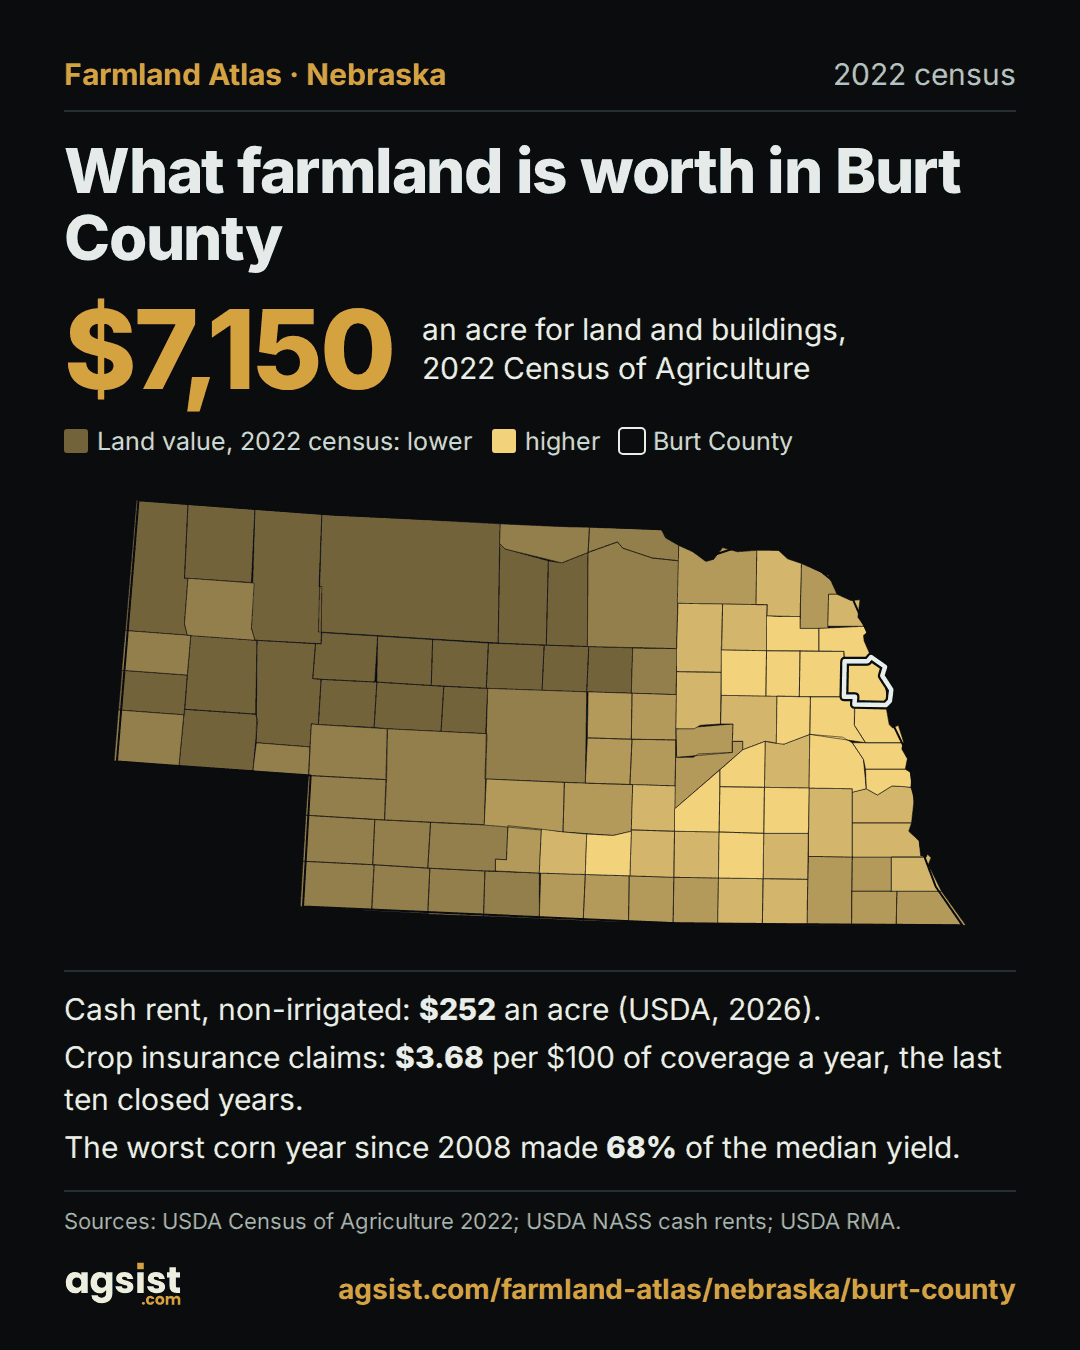 Farmland Atlas · Nebraska
2022 census
What farmland is worth in Burt
County
$7,150
an acre for land and buildings,
2022 Census of Agriculture
Land value, 2022 census: lower
higher
Burt County
Cash rent, non-irrigated: $252 an acre (USDA, 2026).
Crop insurance claims: $3.68 per $100 of coverage a year, the last
ten closed years.
The worst corn year since 2008 made 68% of the median yield.
Sources: USDA Census of Agriculture 2022; USDA NASS cash rents; USDA RMA.
agsist
.com
agsist.com/farmland-atlas/nebraska/burt-county